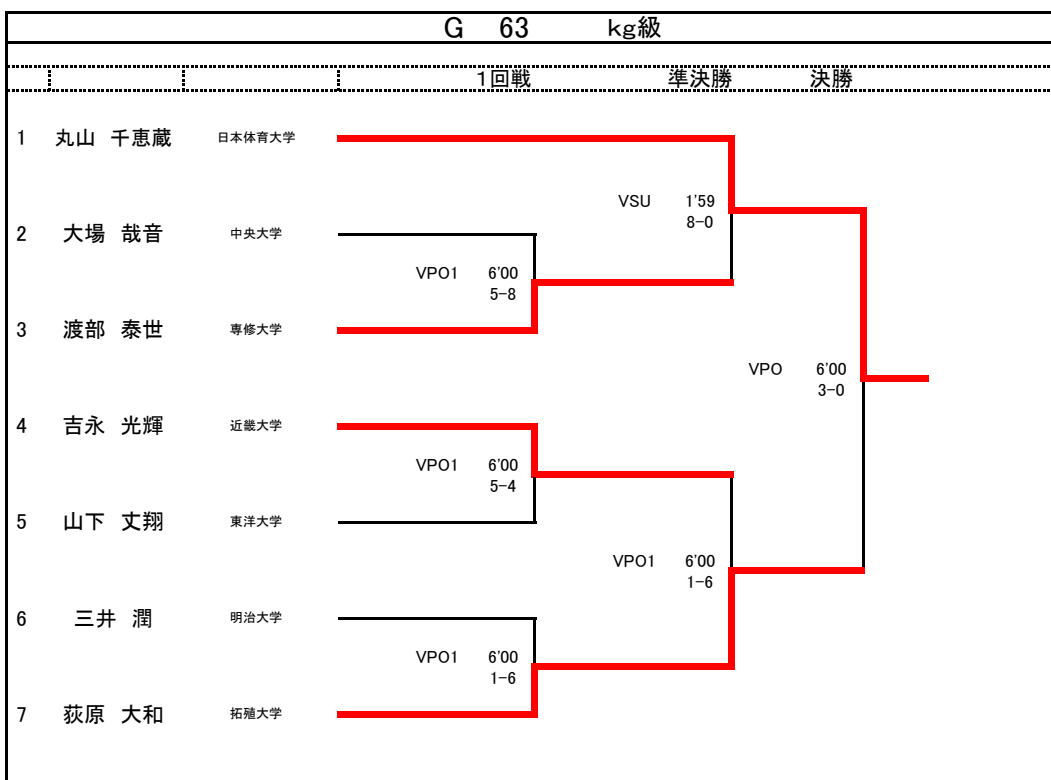 G 63 kg級
1回戦 準決勝 決勝
1 丸山 千恵蔵 日本体育大学
VSU 1'59
8-0
2 大場 哉音 中央大学
VPO1 6'00
5-8
3 渡部 泰世 専修大学
VPO 6'00
3-0
4 吉永 光輝 近畿大学
VPO1 6'00
5-4
5 山下 丈翔 東洋大学
VPO1 6'00
1-6
6 三井 潤 明治大学
VPO1 6'00
1-6
7 荻原 大和 拓殖大学